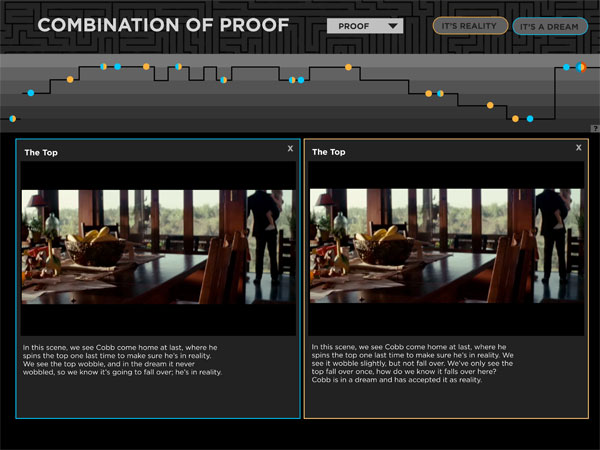 COMBINATION OF PROOF
PROOF
IT'S REALITY
IT'S A DREAM
?
The Top
X
In this scene, we see Cobb come home at last, where he
spins the top one last time to make sure he's in reality.
We see the top wobble, and in the dream it never
wobbled, so we know it's going to fall over; he's in reality.
The Top
X
In this scene, we see Cobb come home at last, where he
spins the top one last time to make sure he's in reality. We
see it wobble slightly, but not fall over. We've only see the
top fall over once, how do we know it falls over here?
Cobb is in a dream and has accepted it as reality.